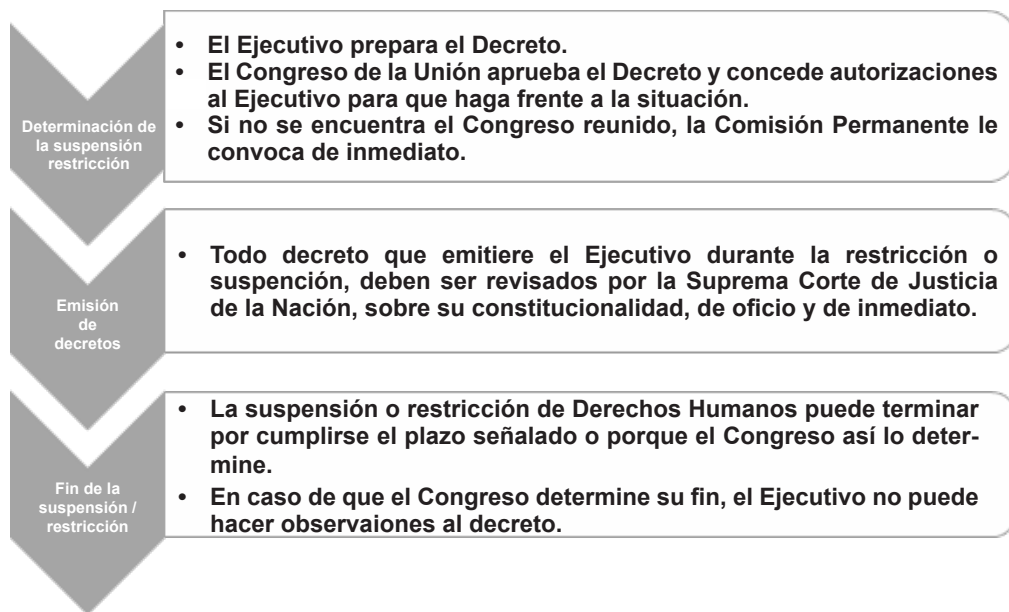 Determinación de
la suspensión
restricción
• El Ejecutivo prepara el Decreto.
• El Congreso de la Unión aprueba el Decreto y concede autorizaciones
al Ejecutivo para que haga frente a la situación.
• Si no se encuentra el Congreso reunido, la Comisión Permanente le
convoca de inmediato.
Emisión
de
decretos
• Todo decreto que emitiere el Ejecutivo durante la restricción o
suspención, deben ser revisados por la Suprema Corte de Justicia
de la Nación, sobre su constitucionalidad, de oficio y de inmediato.
Fin de la
suspensión /
restricción
• La suspensión o restricción de Derechos Humanos puede terminar
por cumplirse el plazo señalado o porque el Congreso así lo deter-
mine.
• En caso de que el Congreso determine su fin, el Ejecutivo no puede
hacer observaiones al decreto.